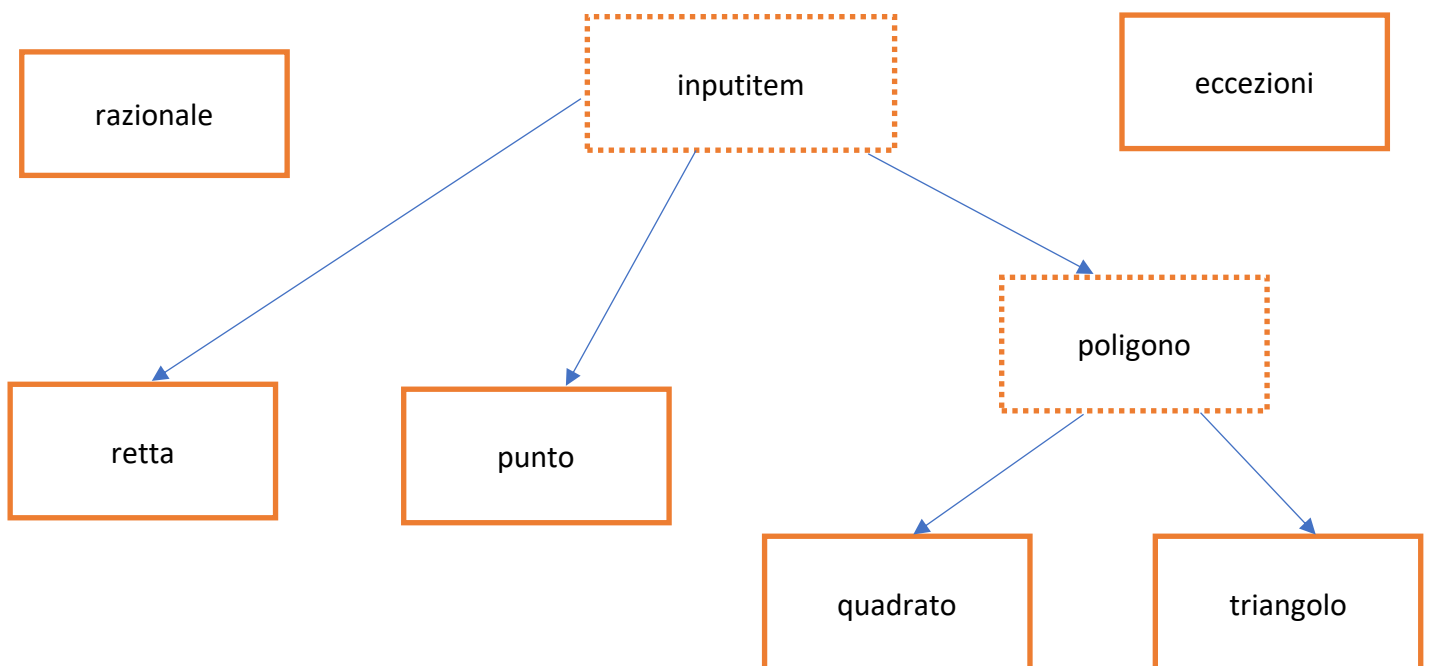 inputitem
eccezioni
razionale
poligono
retta
punto
quadrato
triangolo